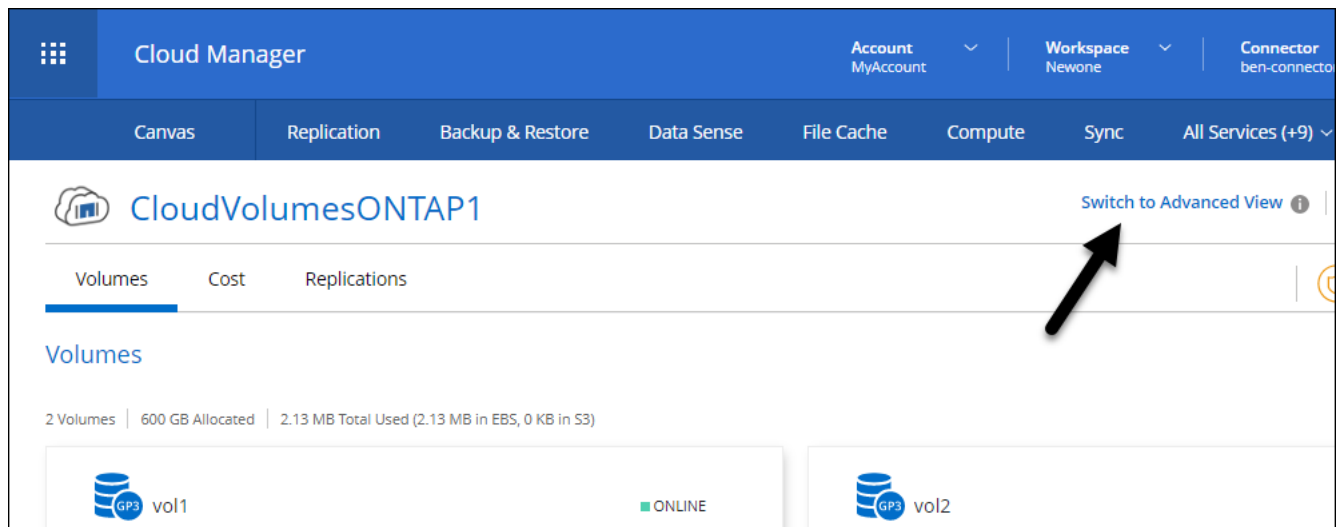 Cloud Manager
Account
MyAccount
Workspace
Newone
Connector
Canvas
Replication
Backup & Restore
Data Sense
File Cache
Compute
Sync
All Services (+9)
CloudVolumesONTAP1
Switch to Advanced View
Volumes
Cost
Replications
Volumes
2 Volumes | 600 GB Allocated | 2.13 MB Total Used (2.13 MB in EBS, 0 KB in S3)
GP3 vol1
ONLINE
GP3 vol2